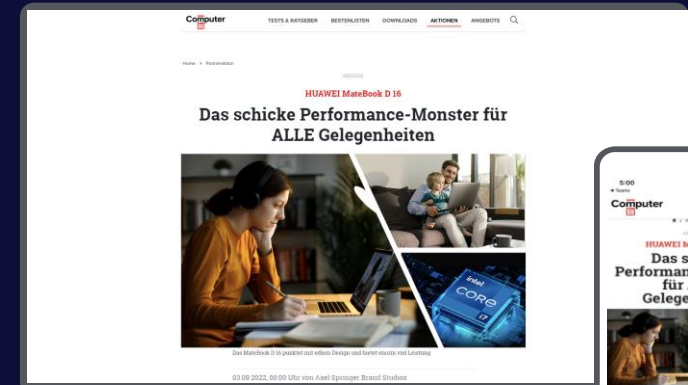 Computer
TESTS & RATGEBER BESTENLISTEN DOWNLOADS AKTIONEN ANGEBOTE
Home > Partneraktion
ANZEIGE
HUAWEI MateBook D 16
Das schicke Performance-Monster für
ALLE Gelegenheiten
intel
CORE
i7
Das MateBook D 16 punktet mit edlem Design und bietet enorm viel Leistung
03.09.2022, 00:00 Uhr von Axel Springer Brand Studios
5:00
Computer
HUAWEI M
Das s
Performan
für
Gelege